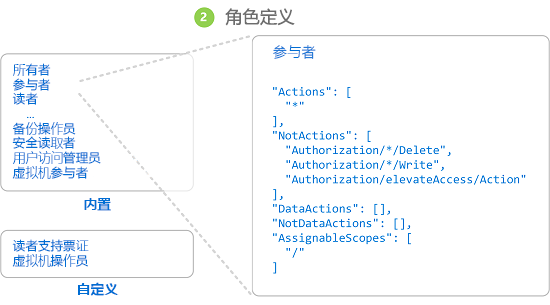 2 角色定义
所有者
参与者
读者
...
备份操作员
安全读取者
用户访问管理员
虚拟机参与者
内置
读者支持票证
虚拟机操作员
自定义
参与者
"Actions": [
"*"
],
"NotActions": [
"Authorization/*/Delete",
"Authorization/*/Write",
"Authorization/elevateAccess/Action"
],
"DataActions": [],
"NotDataActions": [],
"AssignableScopes": [
"/"
]